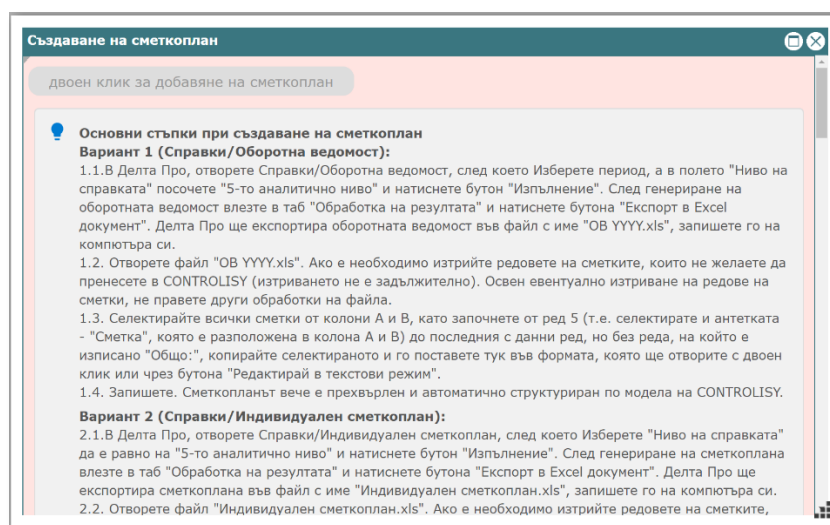 Създаване на сметкоплан
двоен клик за добавяне на сметкоплан
Основни стъпки при създаване на сметкоплан
Вариант 1 (Справки/Оборотна ведомост):
1.1.В Делта Про, отворете Справки/Оборотна ведомост, след което Изберете период, а в полето "Ниво на
справката" посочете "5-то аналитично ниво" и натиснете бутон "Изпълнение". След генериране на
оборотната ведомост влезте в таб "Обработка на резултата" и натиснете бутона "Експорт в Excel
документ". Делта Про ще експортира оборотната ведомост във файл с име "ОВ YYYY.xls", запишете го на
компютъра си.
1.2. Отворете файл "ОВ YYYY.xls". Ако е необходимо изтрийте редовете на сметките, които не желаете да
пренесете в CONTROLISY (изтриването не е задължително). Освен евентуално изтриване на редове на
сметки, не правете други обработки на файла.
1.3. Селектирайте всички сметки от колони А и В, като започнете от ред 5 (т.е. селектирате и антетката
- "Сметка", която е разположена в колона А и В) до последния с данни ред, но без реда, на който е
изписано "Общо:", копирайте селектираното и го поставете тук във формата, която ще отворите с двоен
клик или чрез бутона "Редактирай в текстови режим".
1.4. Запишете. Сметкопланът вече е прехвърлен и автоматично структуриран по модела на CONTROLISY.
Вариант 2 (Справки/Индивидуален сметкоплан):
2.1.В Делта Про, отворете Справки/Индивидуален сметкоплан, след което Изберете "Ниво на справката"
да е равно на "5-то аналитично ниво" и натиснете бутон "Изпълнение". След генериране на сметкоплана
влезте в таб "Обработка на резултата" и натиснете бутона "Експорт в Excel документ". Делта Про ще
експортира сметкоплана във файл с име "Индивидуален сметкоплан.xls", запишете го на компютъра си.
2.2. Отворете файл "Индивидуален сметкоплан.xls". Ако е необходимо изтрийте редовете на сметките,